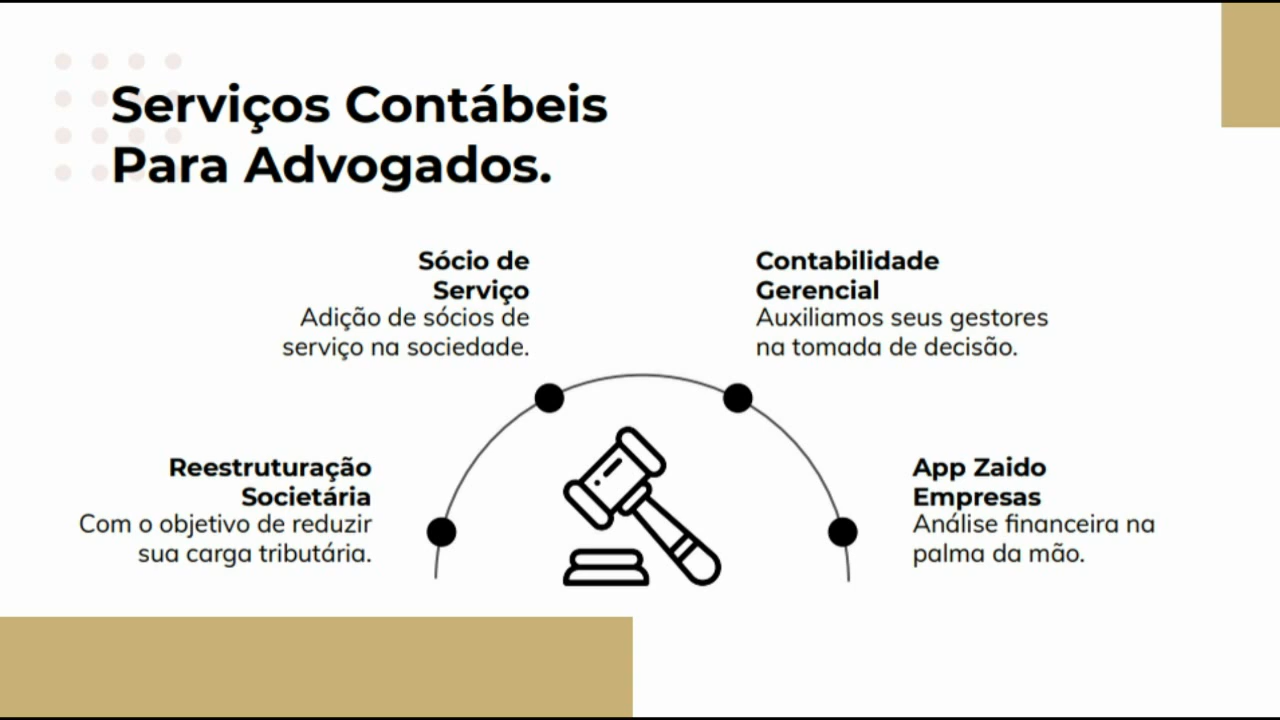 Serviços Contábeis
Para Advogados.
Sócio de
Serviço
Adição de sócios de
serviço na sociedade.
Contabilidade
Gerencial
Auxiliamos seus gestores
na tomada de decisão.
Reestruturação
Societária
Com o objetivo de reduzir
sua carga tributária.
App Zaido
Empresas
Análise financeira na
palma da mão.